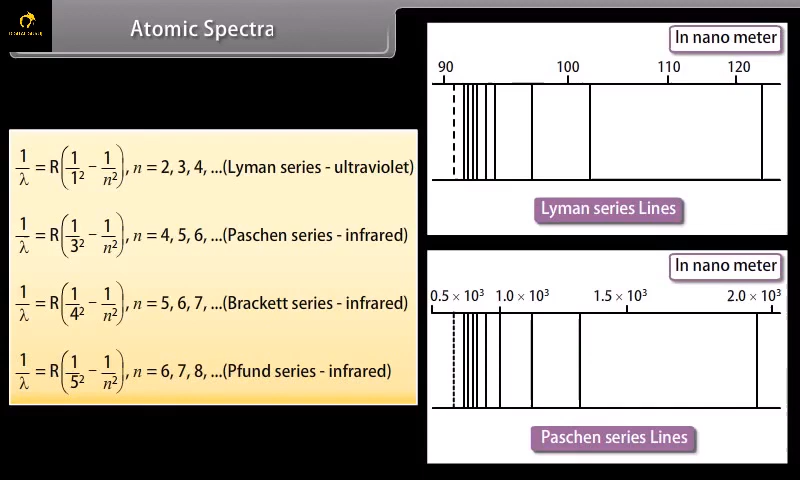 Atomic Spectra
1/λ = R(1/1² − 1/n²), n = 2, 3, 4, ...(Lyman series - ultraviolet)
1/λ = R(1/3² − 1/n²), n = 4, 5, 6, ...(Paschen series - infrared)
1/λ = R(1/4² − 1/n²), n = 5, 6, 7, ...(Brackett series - infrared)
1/λ = R(1/5² − 1/n²), n = 6, 7, 8, ...(Pfund series - infrared)
In nano meter
90 100 110 120
Lyman series Lines
In nano meter
0.5 × 10³ 1.0 × 10³ 1.5 × 10³ 2.0 × 10³
Paschen series Lines